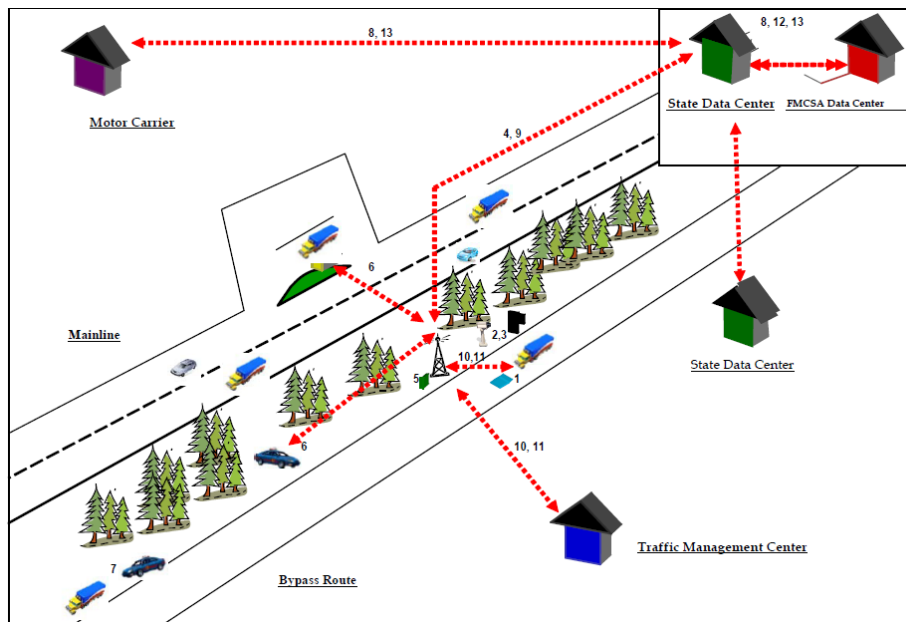 8, 13
8, 12, 13
State Data Center
FMCSA Data Center
Motor Carrier
4, 9
6
Mainline
2,3
10,11
5
1
State Data Center
6
10, 11
Traffic Management Center
7
Bypass Route